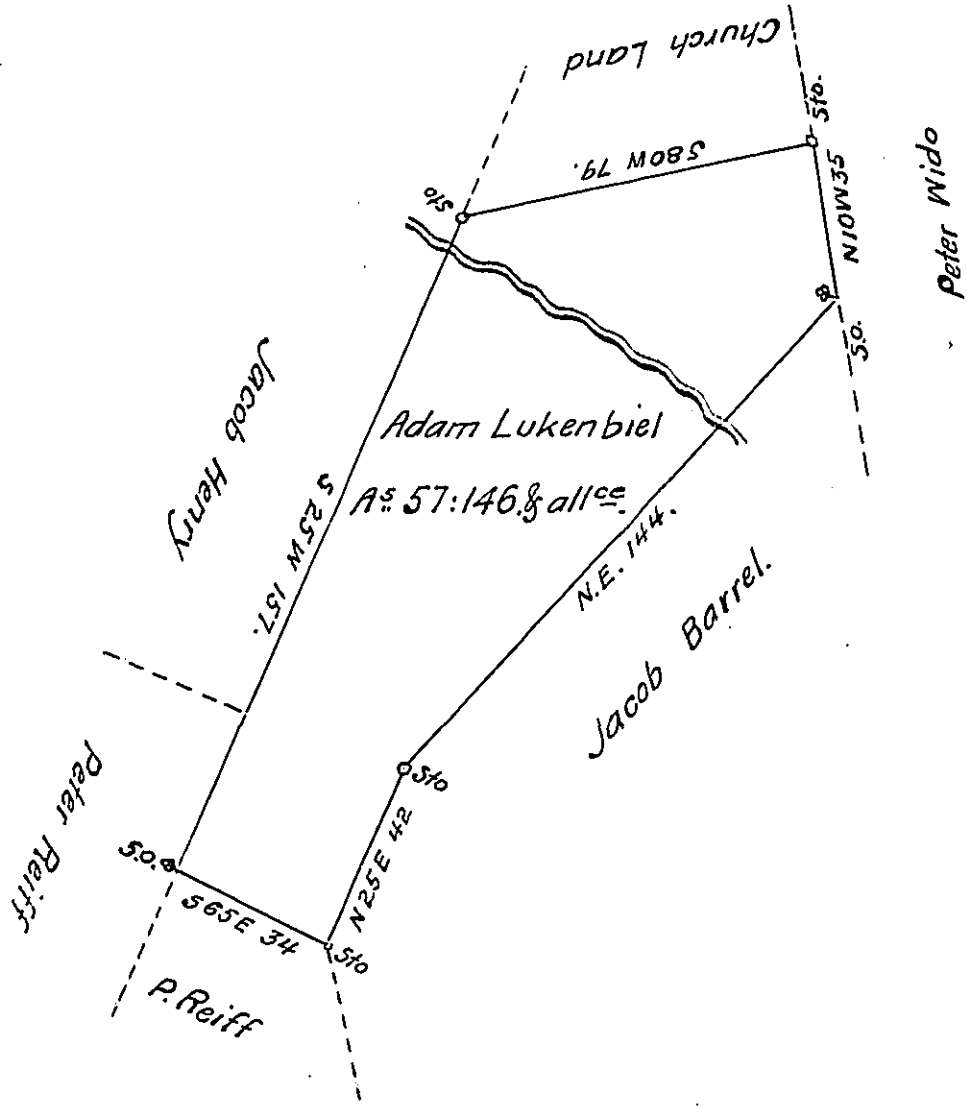 Church Land
Sto.
S80W 79.
Sto
N10W35
Peter Wido
S.O.
Jacob Henry
Adam Lukenbiel
As. 57:146.& allce.
S 25W 157.
N.E. 144.
Jacob Barrel.
Sto
Peter Reiff
S.O.
N25E 42
S65E 34
Sto
P. Reiff